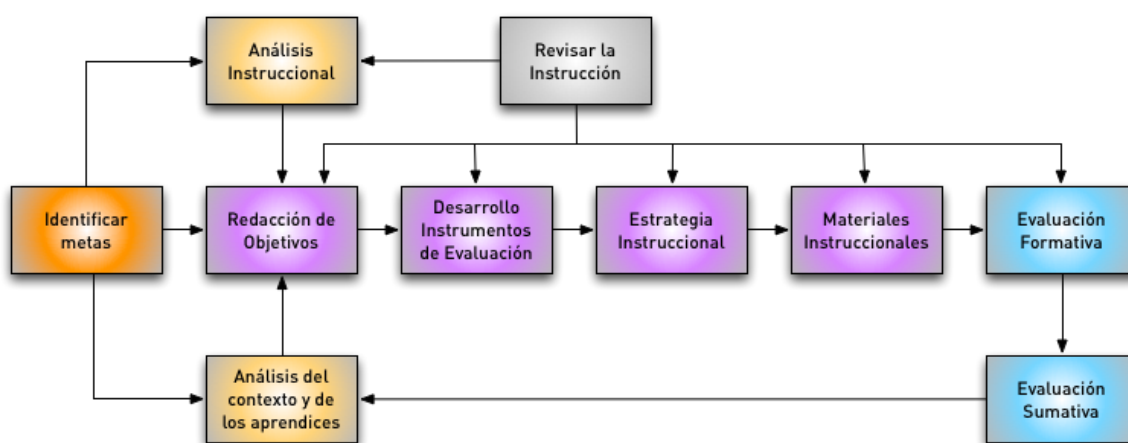 Análisis
Instruccional
Revisar la
Instrucción
Identificar
metas
Redacción de
Objetivos
Desarrollo
Instrumentos
de Evaluación
Estrategia
Instruccional
Materiales
Instruccionales
Evaluación
Formativa
Análisis del
contexto y de
los aprendices
Evaluación
Sumativa